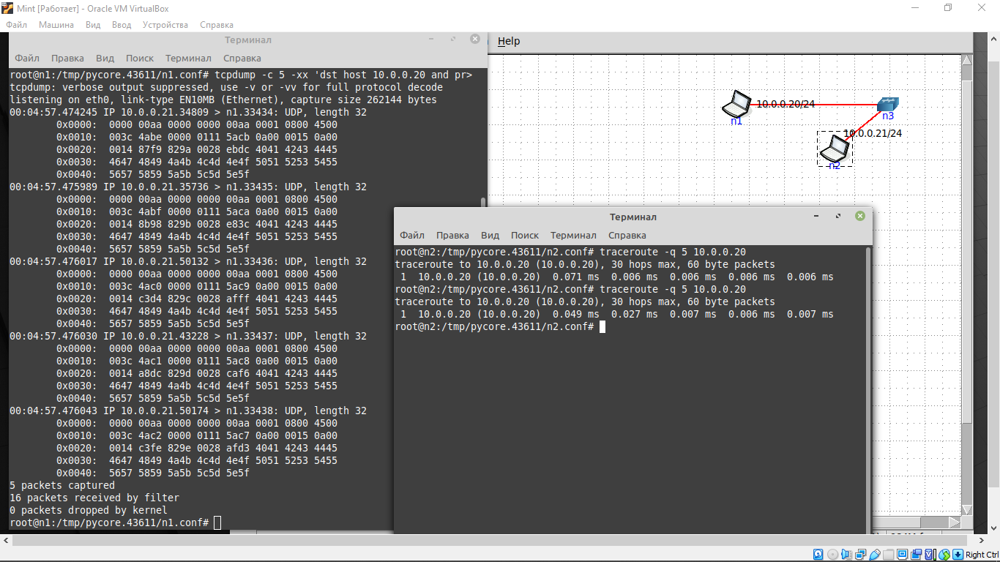 Mint [Работает] - Oracle VM VirtualBox
Файл Машина Вид Ввод Устройства Справка
Терминал
Файл Правка Вид Поиск Терминал Справка
root@n1:/tmp/pycore.43611/n1.conf# tcpdump -c 5 -xx 'dst host 10.0.0.20 and pr>
tcpdump: verbose output suppressed, use -v or -vv for full protocol decode
listening on eth0, link-type EN10MB (Ethernet), capture size 262144 bytes
00:04:57.474245 IP 10.0.0.21.34809 > n1.33434: UDP, length 32
0x0000: 0000 00aa 0000 0000 00aa 0001 0800 4500
0x0010: 003c 4abe 0000 0111 5acb 0a00 0015 0a00
0x0020: 0014 87f9 829a 0028 ebdc 4041 4243 4445
0x0030: 4647 4849 4a4b 4c4d 4e4f 5051 5253 5455
0x0040: 5657 5859 5a5b 5c5d 5e5f
00:04:57.475989 IP 10.0.0.21.35736 > n1.33435: UDP, length 32
0x0000: 0000 00aa 0000 0000 00aa 0001 0800 4500
0x0010: 003c 4abf 0000 0111 5aca 0a00 0015 0a00
0x0020: 0014 8b98 829b 0028 e83c 4041 4243 4445
0x0030: 4647 4849 4a4b 4c4d 4e4f 5051 5253 5455
0x0040: 5657 5859 5a5b 5c5d 5e5f
00:04:57.476017 IP 10.0.0.21.50132 > n1.33436: UDP, length 32
0x0000: 0000 00aa 0000 0000 00aa 0001 0800 4500
0x0010: 003c 4ac0 0000 0111 5ac9 0a00 0015 0a00
0x0020: 0014 c3d4 829c 0028 afff 4041 4243 4445
0x0030: 4647 4849 4a4b 4c4d 4e4f 5051 5253 5455
0x0040: 5657 5859 5a5b 5c5d 5e5f
00:04:57.476030 IP 10.0.0.21.43228 > n1.33437: UDP, length 32
0x0000: 0000 00aa 0000 0000 00aa 0001 0800 4500
0x0010: 003c 4ac1 0000 0111 5ac8 0a00 0015 0a00
0x0020: 0014 a8dc 829d 0028 caf6 4041 4243 4445
0x0030: 4647 4849 4a4b 4c4d 4e4f 5051 5253 5455
0x0040: 5657 5859 5a5b 5c5d 5e5f
00:04:57.476043 IP 10.0.0.21.50174 > n1.33438: UDP, length 32
0x0000: 0000 00aa 0000 0000 00aa 0001 0800 4500
0x0010: 003c 4ac2 0000 0111 5ac7 0a00 0015 0a00
0x0020: 0014 c3fe 829e 0028 afd3 4041 4243 4445
0x0030: 4647 4849 4a4b 4c4d 4e4f 5051 5253 5455
0x0040: 5657 5859 5a5b 5c5d 5e5f
5 packets captured
16 packets received by filter
0 packets dropped by kernel
root@n1:/tmp/pycore.43611/n1.conf#
Help
10.0.0.20/24
n1
n3
10.0.0.21/24
n2
Терминал
Файл Правка Вид Поиск Терминал Справка
root@n2:/tmp/pycore.43611/n2.conf# traceroute -q 5 10.0.0.20
traceroute to 10.0.0.20 (10.0.0.20), 30 hops max, 60 byte packets
1 10.0.0.20 (10.0.0.20) 0.071 ms 0.006 ms 0.006 ms 0.006 ms 0.006 ms
root@n2:/tmp/pycore.43611/n2.conf# traceroute -q 5 10.0.0.20
traceroute to 10.0.0.20 (10.0.0.20), 30 hops max, 60 byte packets
1 10.0.0.20 (10.0.0.20) 0.049 ms 0.027 ms 0.007 ms 0.006 ms 0.007 ms
root@n2:/tmp/pycore.43611/n2.conf#
Right Ctrl